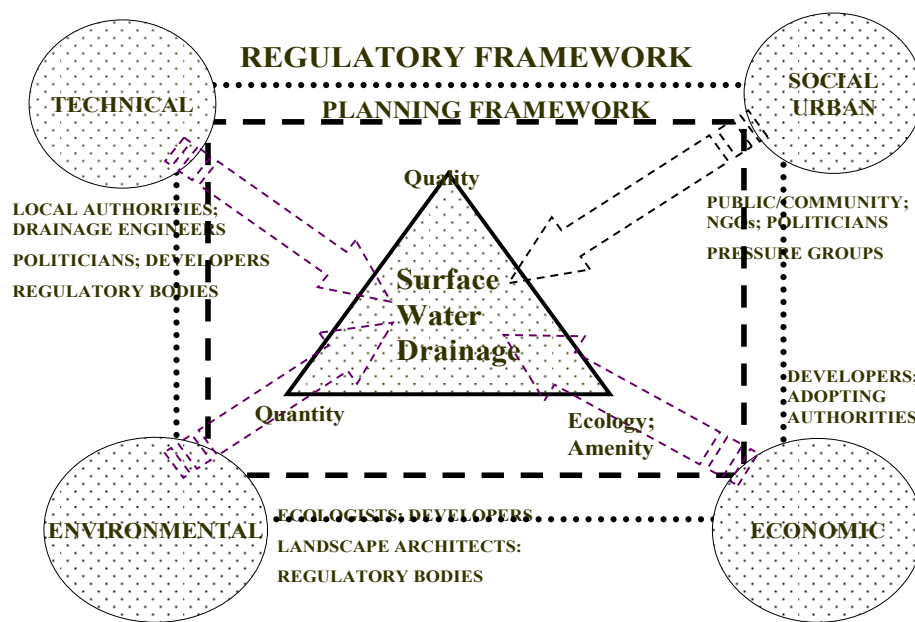 REGULATORY FRAMEWORK
TECHNICAL
SOCIAL
URBAN
PLANNING FRAMEWORK
Quality
LOCAL AUTHORITIES;
DRAINAGE ENGINEERS
POLITICIANS; DEVELOPERS
REGULATORY BODIES
PUBLIC/COMMUNITY;
NGOs; POLITICIANS
PRESSURE GROUPS
Surface
Water
Drainage
DEVELOPERS;
ADOPTING
AUTHORITIES
Quantity
Ecology;
Amenity
ENVIRONMENTAL
ECOLOGISTS; DEVELOPERS
LANDSCAPE ARCHITECTS:
REGULATORY BODIES
ECONOMIC